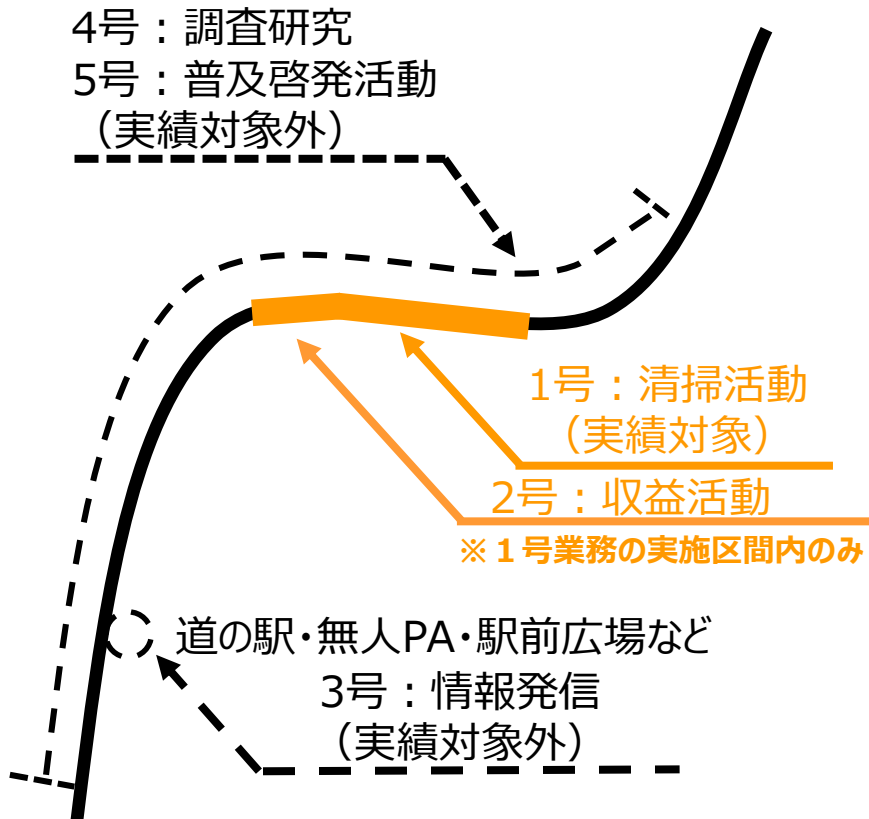 4号：調査研究
5号：普及啓発活動
（実績対象外）
1号：清掃活動
（実績対象）
2号：収益活動
※１号業務の実施区間内のみ
道の駅・無人PA・駅前広場など
3号：情報発信
（実績対象外）